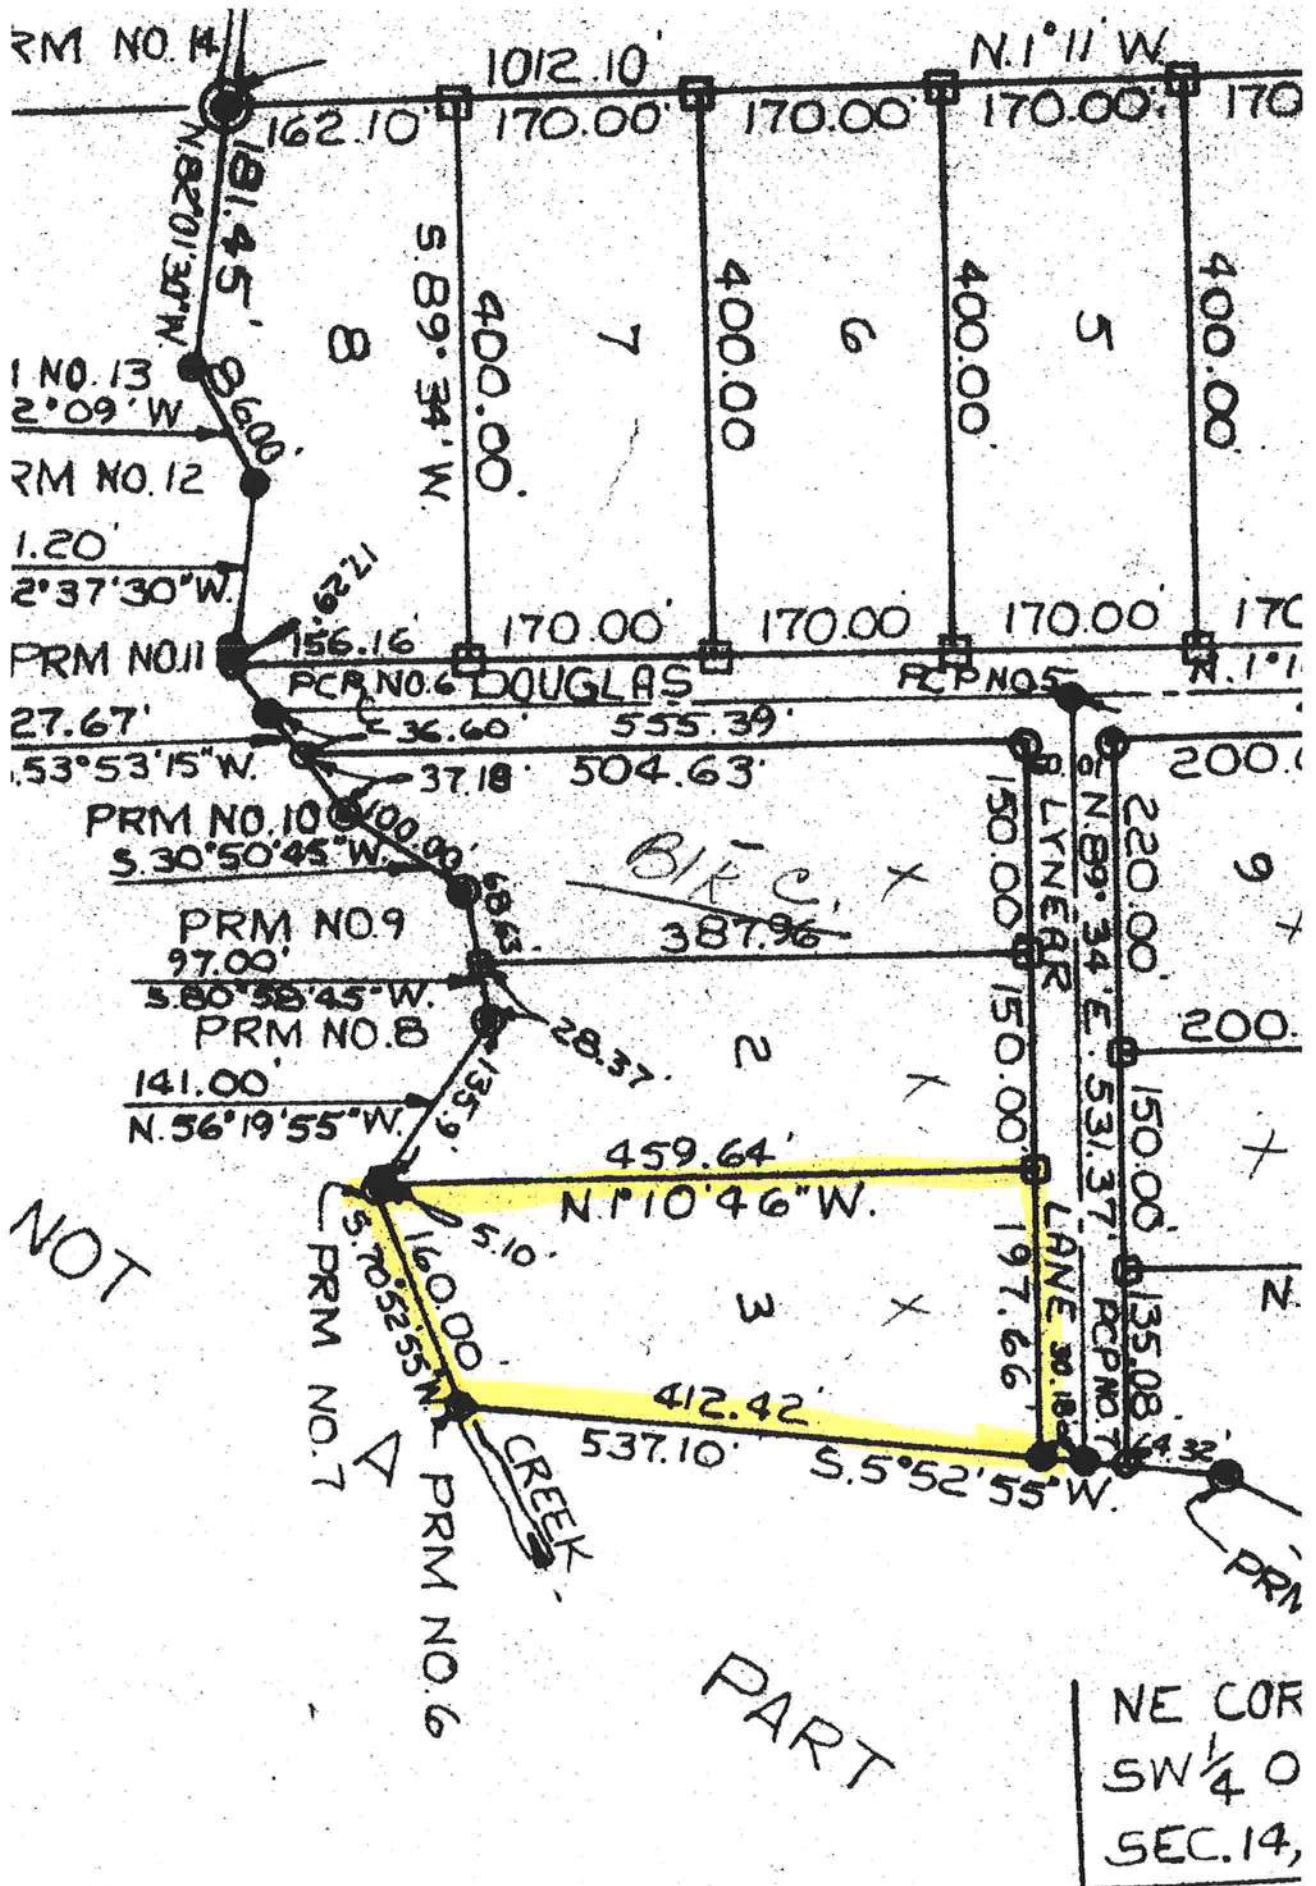 RM NO. 14
1012.10'
N.1°11' W.
162.10'
170.00'
170.00'
170.00'
170
N.82°01'30"W.
181.45'
8
S.89°34'W.
400.00'
7
400.00'
6
400.00'
5
400.00'
NO.13
2°09'W
86.00'
RM NO.12
1.20'
2°37'30"W.
17.29'
PRM NO.11
156.16'
170.00'
170.00'
170.00'
170
PCP NO.6
DOUGLAS
PCP NO.5
N.1°1
27.67'
36.60'
555.39'
.53°53'15"W.
37.18'
504.63'
200.
PRM NO.10
100.00'
S.30°50'45"W.
Blk C.
X
150.00'
LYNEAR
N.89°34'E. 531.37'
220.00'
9
X
PRM NO.9
68.63'
387.96
97.00'
S.80°58'45"W.
PRM NO.8
28.37'
2
150.00'
200.
141.00'
N.56°19'55"W.
135.9'
X
150.00'
X
459.64'
N.1°10'46"W.
5.10'
NOT
S.70°52'55"W.
160.00
PRM NO.7
3
X
197.66
LANE
30.18
PCP NO.7
135.08'
N.
412.42'
537.10'
S.5°52'55"W.
64.32'
CREEK
A
PRM NO.6
PRM
PART
NE COR
SW 1/4 O
SEC. 14,